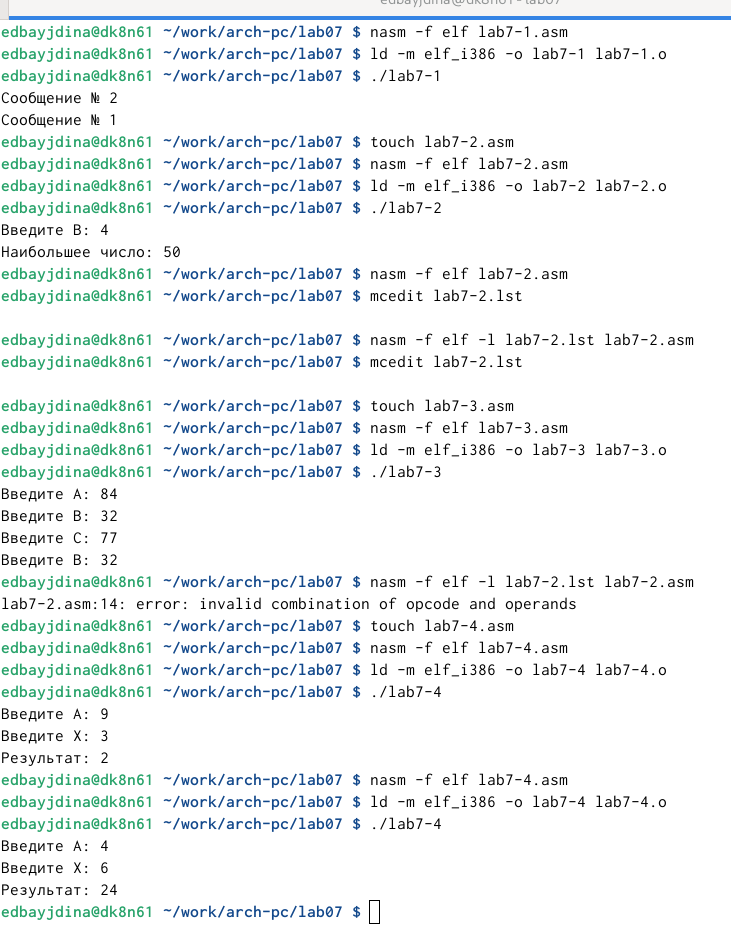 edbayjdina@dk8n61 - lab07
edbayjdina@dk8n61 ~/work/arch-pc/lab07 $ nasm -f elf lab7-1.asm
edbayjdina@dk8n61 ~/work/arch-pc/lab07 $ ld -m elf_i386 -o lab7-1 lab7-1.o
edbayjdina@dk8n61 ~/work/arch-pc/lab07 $ ./lab7-1
Сообщение № 2
Сообщение № 1
edbayjdina@dk8n61 ~/work/arch-pc/lab07 $ touch lab7-2.asm
edbayjdina@dk8n61 ~/work/arch-pc/lab07 $ nasm -f elf lab7-2.asm
edbayjdina@dk8n61 ~/work/arch-pc/lab07 $ ld -m elf_i386 -o lab7-2 lab7-2.o
edbayjdina@dk8n61 ~/work/arch-pc/lab07 $ ./lab7-2
Введите B: 4
Наибольшее число: 50
edbayjdina@dk8n61 ~/work/arch-pc/lab07 $ nasm -f elf lab7-2.asm
edbayjdina@dk8n61 ~/work/arch-pc/lab07 $ mcedit lab7-2.lst
edbayjdina@dk8n61 ~/work/arch-pc/lab07 $ nasm -f elf -l lab7-2.lst lab7-2.asm
edbayjdina@dk8n61 ~/work/arch-pc/lab07 $ mcedit lab7-2.lst
edbayjdina@dk8n61 ~/work/arch-pc/lab07 $ touch lab7-3.asm
edbayjdina@dk8n61 ~/work/arch-pc/lab07 $ nasm -f elf lab7-3.asm
edbayjdina@dk8n61 ~/work/arch-pc/lab07 $ ld -m elf_i386 -o lab7-3 lab7-3.o
edbayjdina@dk8n61 ~/work/arch-pc/lab07 $ ./lab7-3
Введите A: 84
Введите B: 32
Введите C: 77
Введите B: 32
edbayjdina@dk8n61 ~/work/arch-pc/lab07 $ nasm -f elf -l lab7-2.lst lab7-2.asm
lab7-2.asm:14: error: invalid combination of opcode and operands
edbayjdina@dk8n61 ~/work/arch-pc/lab07 $ touch lab7-4.asm
edbayjdina@dk8n61 ~/work/arch-pc/lab07 $ nasm -f elf lab7-4.asm
edbayjdina@dk8n61 ~/work/arch-pc/lab07 $ ld -m elf_i386 -o lab7-4 lab7-4.o
edbayjdina@dk8n61 ~/work/arch-pc/lab07 $ ./lab7-4
Введите A: 9
Введите X: 3
Результат: 2
edbayjdina@dk8n61 ~/work/arch-pc/lab07 $ nasm -f elf lab7-4.asm
edbayjdina@dk8n61 ~/work/arch-pc/lab07 $ ld -m elf_i386 -o lab7-4 lab7-4.o
edbayjdina@dk8n61 ~/work/arch-pc/lab07 $ ./lab7-4
Введите A: 4
Введите X: 6
Результат: 24
edbayjdina@dk8n61 ~/work/arch-pc/lab07 $